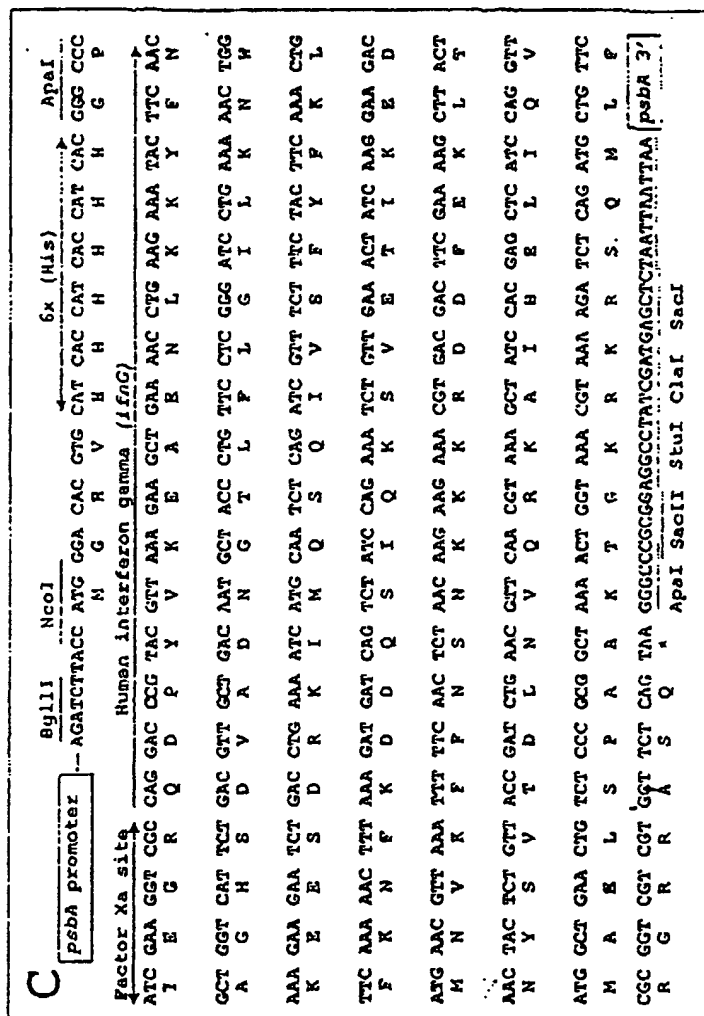 C
BglII NcoI 6x (His) ApaI
psbA promoter --- AGATCTTACC ATG GGA CAC GTG CAT CAC CAT CAC CAT CAC GGG CCC
M G R V H H H H H H G P
Factor Xa site Human interferon gamma (ifnG)
ATC GAA GGT CGC CAG GAC CCG TAC GTT AAA GAA GCT GAA AAC CTG AAG AAA TAC TTC AAC
I E G R Q D P Y V K E A E N L K K Y F N
GCT GGT CAT TCT GAC GTT GCT GAC AAT GCT ACC CTG TTC CTC GGG ATC CTG AAA AAC TGG
A G H S D V A D N G T L F L G I L K N W
AAA GAA GAA TCT GAC CTG AAA ATC ATG CAA TCT CAG ATC GTT TCT TTC TAC TTC AAA CTG
K E E S D R K I M Q S Q I V S F Y F K L
TTC AAA AAC TTT AAA GAT GAT CAG TCT ATC CAG AAA TCT GTT GAA ACT ATC AAG GAA GAC
F K N F K D D Q S I Q K S V E T I K E D
ATG AAC GTT AAA TTT TTC AAC TCT AAC AAG AAG AAA CGT GAC GAC TTC GAA AAG CTT ACT
M N V K F F N S N K K K R D D F E K L T
AAC TAC TCT GTT ACC GAT CTG AAC GTT CAA CGT AAA GCT ATC CAC GAG CTC ATC CAG GTT
N Y S V T D L N V Q R K A I H E L I Q V
ATG GCT GAA CTG TCT CCC GCG GCT AAA ACT GGT AAA CGT AAA AGA TCT CAG ATG CTG TTC
M A E L S P A A K T G K R K R S. Q M L F
CGC GGT CGT CGT GGT TCT CAG TAA GGGCCCGCGGAGGCCTATCGATGAGCTCTAATTAATTAA psbA 3'
R G R R A S Q *
ApaI SacII StuI ClaI SacI